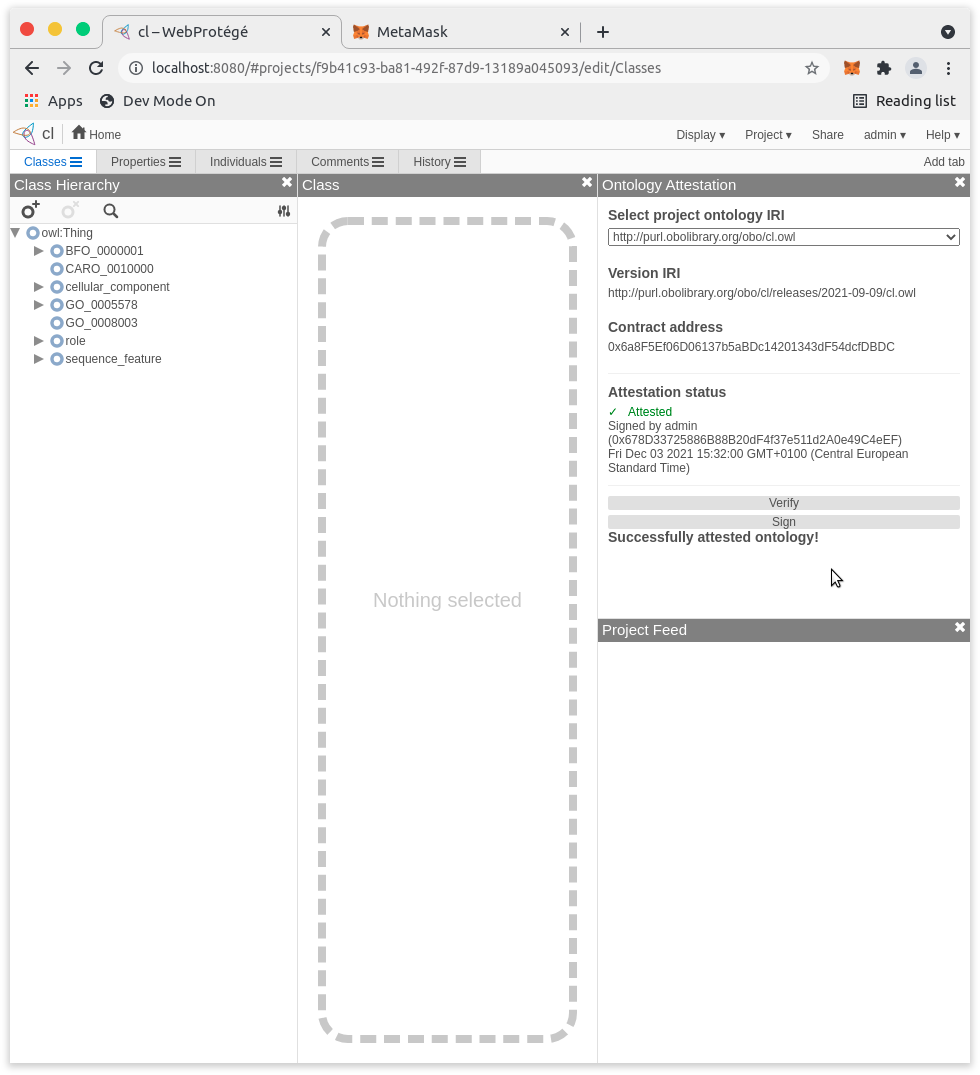 cl – WebProtégé
MetaMask
localhost:8080/#projects/f9b41c93-ba81-492f-87d9-13189a045093/edit/Classes
Apps
Dev Mode On
Reading list
cl
Home
Display ▾
Project ▾
Share
admin ▾
Help ▾
Classes
Properties
Individuals
Comments
History
Add tab
Class Hierarchy
owl:Thing
BFO_0000001
CARO_0010000
cellular_component
GO_0005578
GO_0008003
role
sequence_feature
Class
Nothing selected
Ontology Attestation
Select project ontology IRI
http://purl.obolibrary.org/obo/cl.owl
Version IRI
http://purl.obolibrary.org/obo/cl/releases/2021-09-09/cl.owl
Contract address
0x6a8F5Ef06D06137b5aBDc14201343dF54dcfDBDC
Attestation status
✓ Attested
Signed by admin
(0x678D33725886B88B20dF4f37e511d2A0e49C4eEF)
Fri Dec 03 2021 15:32:00 GMT+0100 (Central European
Standard Time)
Verify
Sign
Successfully attested ontology!
Project Feed